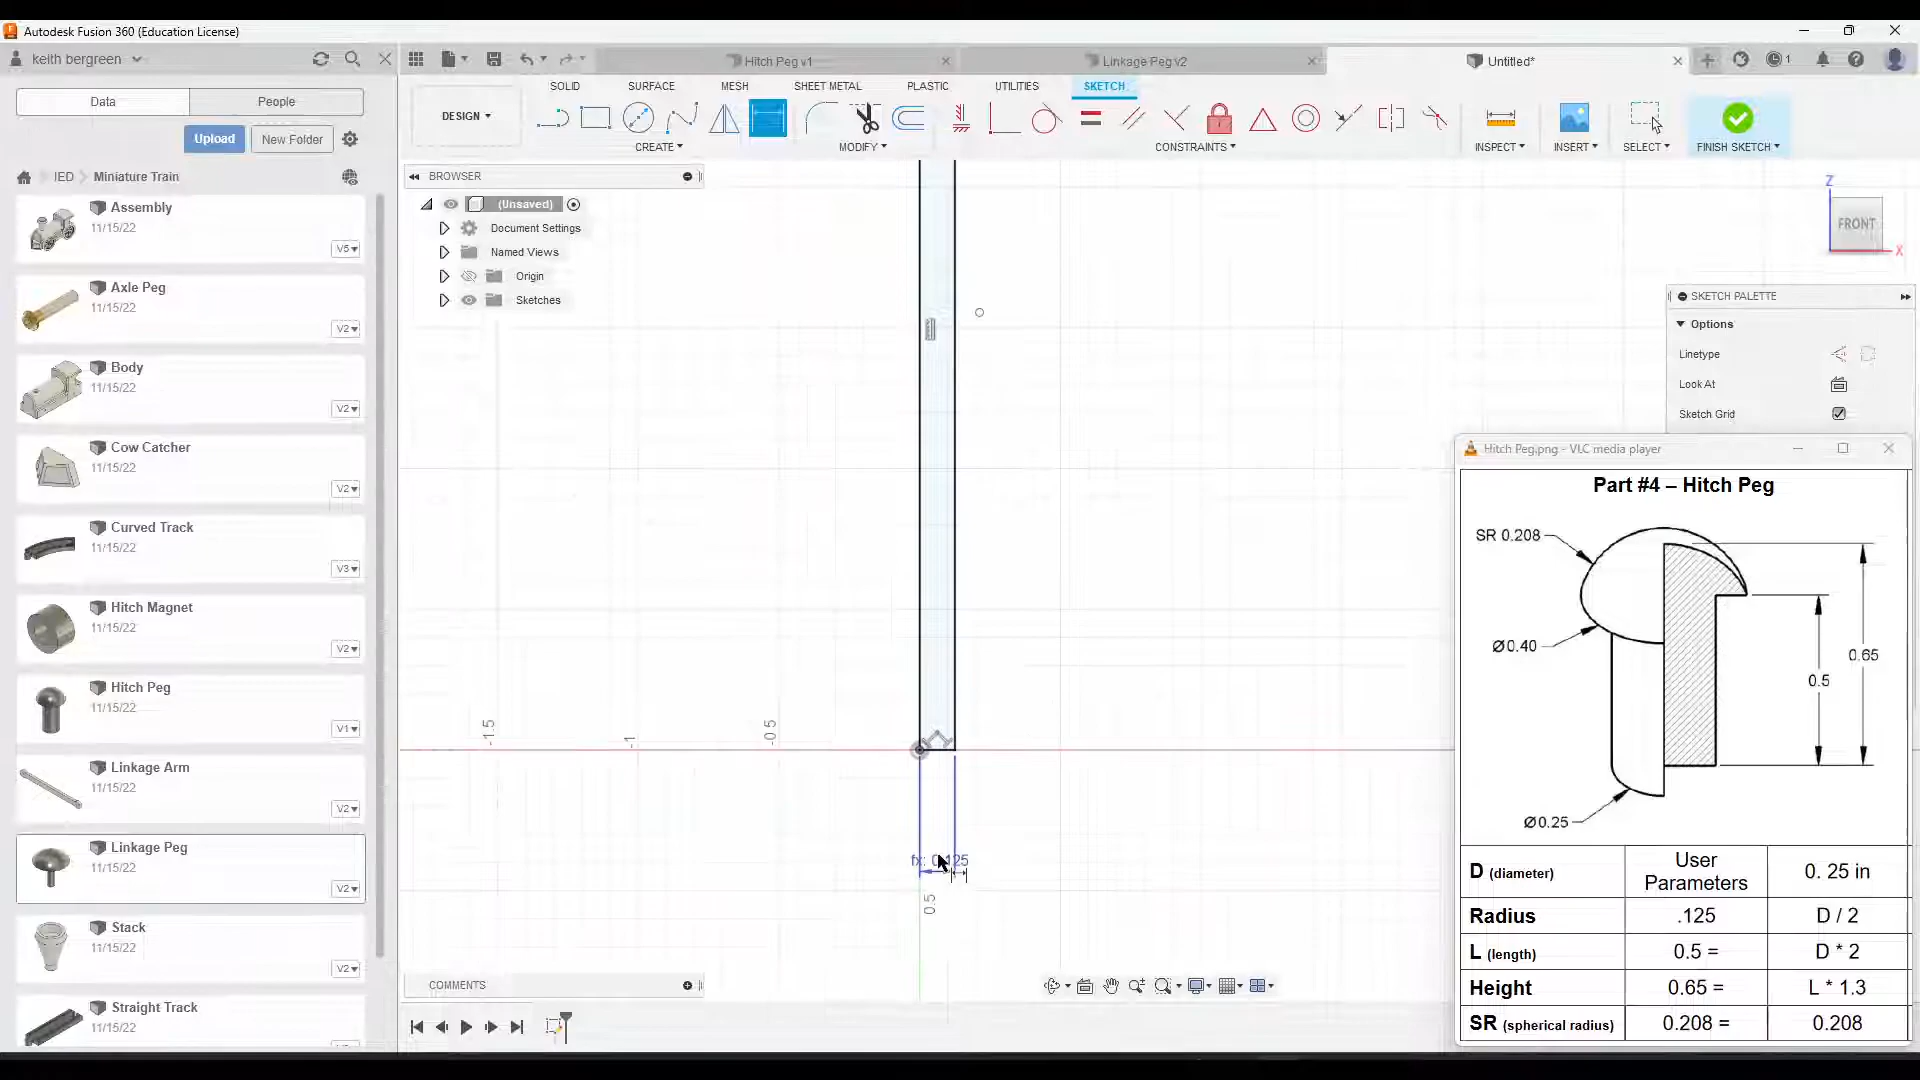 Autodesk Fusion 360 (Education License)
keith bergreen
Hitch Peg v1
Linkage Peg v2
Untitled*
1
Data
People
SOLID
SURFACE
MESH
SHEET METAL
PLASTIC
UTILITIES
SKETCH
DESIGN
CREATE
MODIFY
CONSTRAINTS
INSPECT
INSERT
SELECT
FINISH SKETCH
Upload
New Folder
IED
Miniature Train
Assembly
11/15/22
V5
Axle Peg
11/15/22
V2
Body
11/15/22
V2
Cow Catcher
11/15/22
V2
Curved Track
11/15/22
V3
Hitch Magnet
11/15/22
V2
Hitch Peg
11/15/22
V1
Linkage Arm
11/15/22
V2
Linkage Peg
11/15/22
V2
Stack
11/15/22
V2
Straight Track
11/15/22
BROWSER
(Unsaved)
Document Settings
Named Views
Origin
Sketches
Z
FRONT
X
SKETCH PALETTE
Options
Linetype
Look At
Sketch Grid
-1.5
-1
-0.5
fx: 0.125
0.5
COMMENTS
Hitch Peg.png - VLC media player
Part #4 – Hitch Peg
SR 0.208
Ø0.40
0.65
0.5
Ø0.25
D (diameter) User Parameters 0. 25 in
Radius .125 D / 2
L (length) 0.5 = D * 2
Height 0.65 = L * 1.3
SR (spherical radius) 0.208 = 0.208